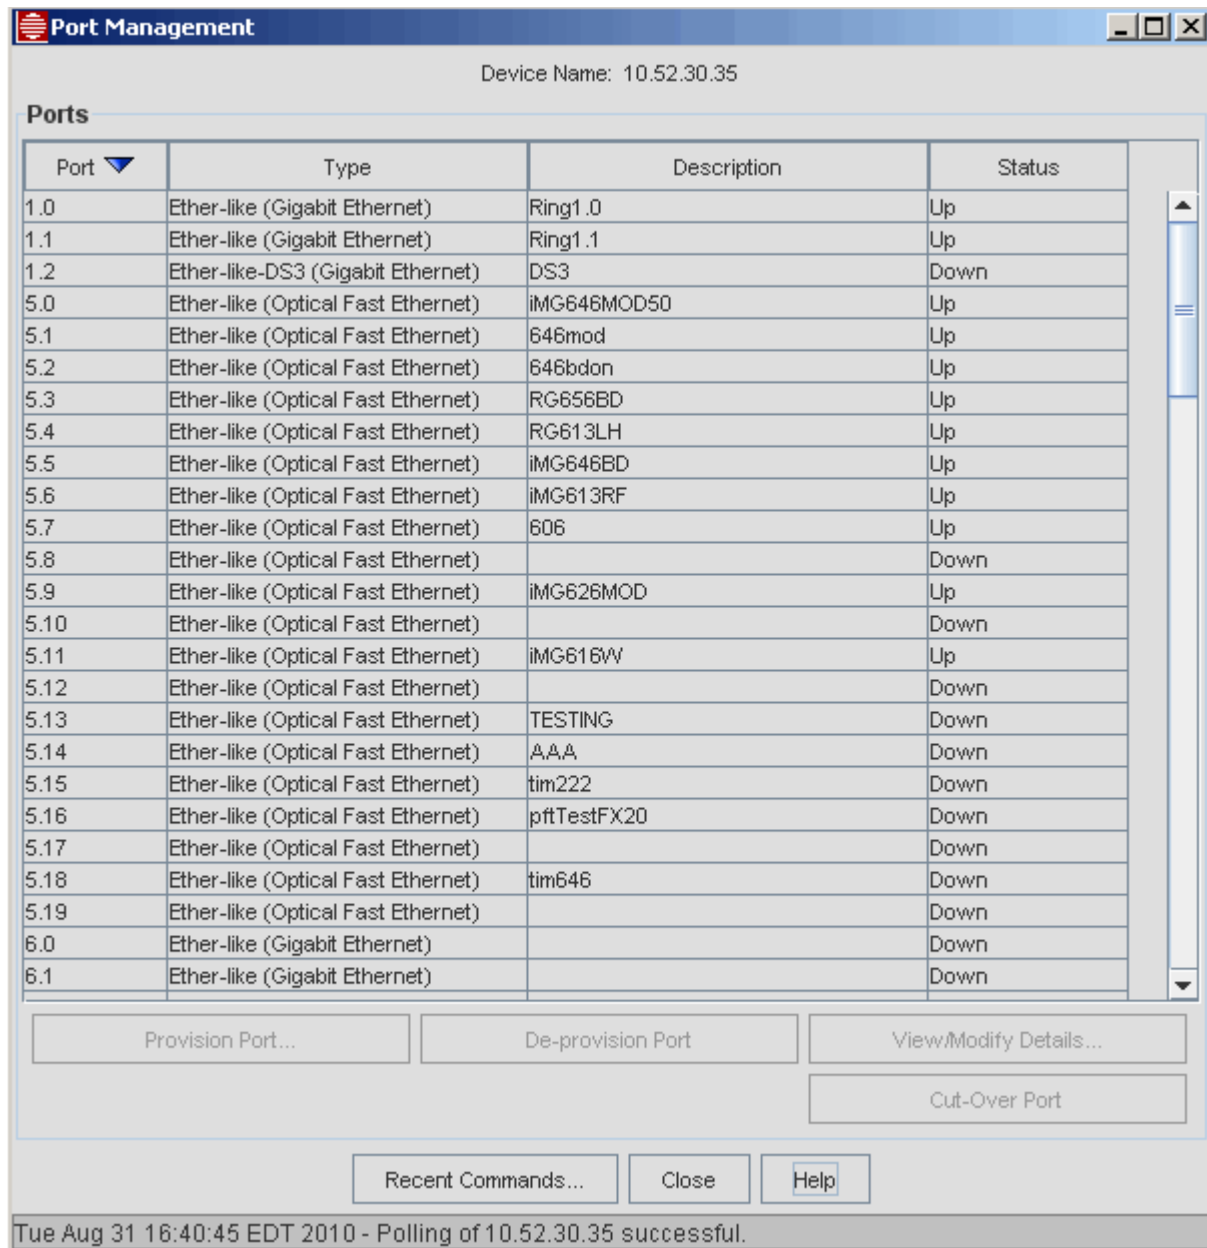 Port Management
Device Name: 10.52.30.35
Ports
Port Type Description Status
1.0 Ether-like (Gigabit Ethernet) Ring1.0 Up
1.1 Ether-like (Gigabit Ethernet) Ring1.1 Up
1.2 Ether-like-DS3 (Gigabit Ethernet) DS3 Down
5.0 Ether-like (Optical Fast Ethernet) iMG646MOD50 Up
5.1 Ether-like (Optical Fast Ethernet) 646mod Up
5.2 Ether-like (Optical Fast Ethernet) 646bdon Up
5.3 Ether-like (Optical Fast Ethernet) RG656BD Up
5.4 Ether-like (Optical Fast Ethernet) RG613LH Up
5.5 Ether-like (Optical Fast Ethernet) iMG646BD Up
5.6 Ether-like (Optical Fast Ethernet) iMG613RF Up
5.7 Ether-like (Optical Fast Ethernet) 606 Up
5.8 Ether-like (Optical Fast Ethernet) Down
5.9 Ether-like (Optical Fast Ethernet) iMG626MOD Up
5.10 Ether-like (Optical Fast Ethernet) Down
5.11 Ether-like (Optical Fast Ethernet) iMG616W Up
5.12 Ether-like (Optical Fast Ethernet) Down
5.13 Ether-like (Optical Fast Ethernet) TESTING Down
5.14 Ether-like (Optical Fast Ethernet) AAA Down
5.15 Ether-like (Optical Fast Ethernet) tim222 Down
5.16 Ether-like (Optical Fast Ethernet) pftTestFX20 Down
5.17 Ether-like (Optical Fast Ethernet) Down
5.18 Ether-like (Optical Fast Ethernet) tim646 Down
5.19 Ether-like (Optical Fast Ethernet) Down
6.0 Ether-like (Gigabit Ethernet) Down
6.1 Ether-like (Gigabit Ethernet) Down
Provision Port... De-provision Port View/Modify Details...
Cut-Over Port
Recent Commands... Close Help
Tue Aug 31 16:40:45 EDT 2010 - Polling of 10.52.30.35 successful.